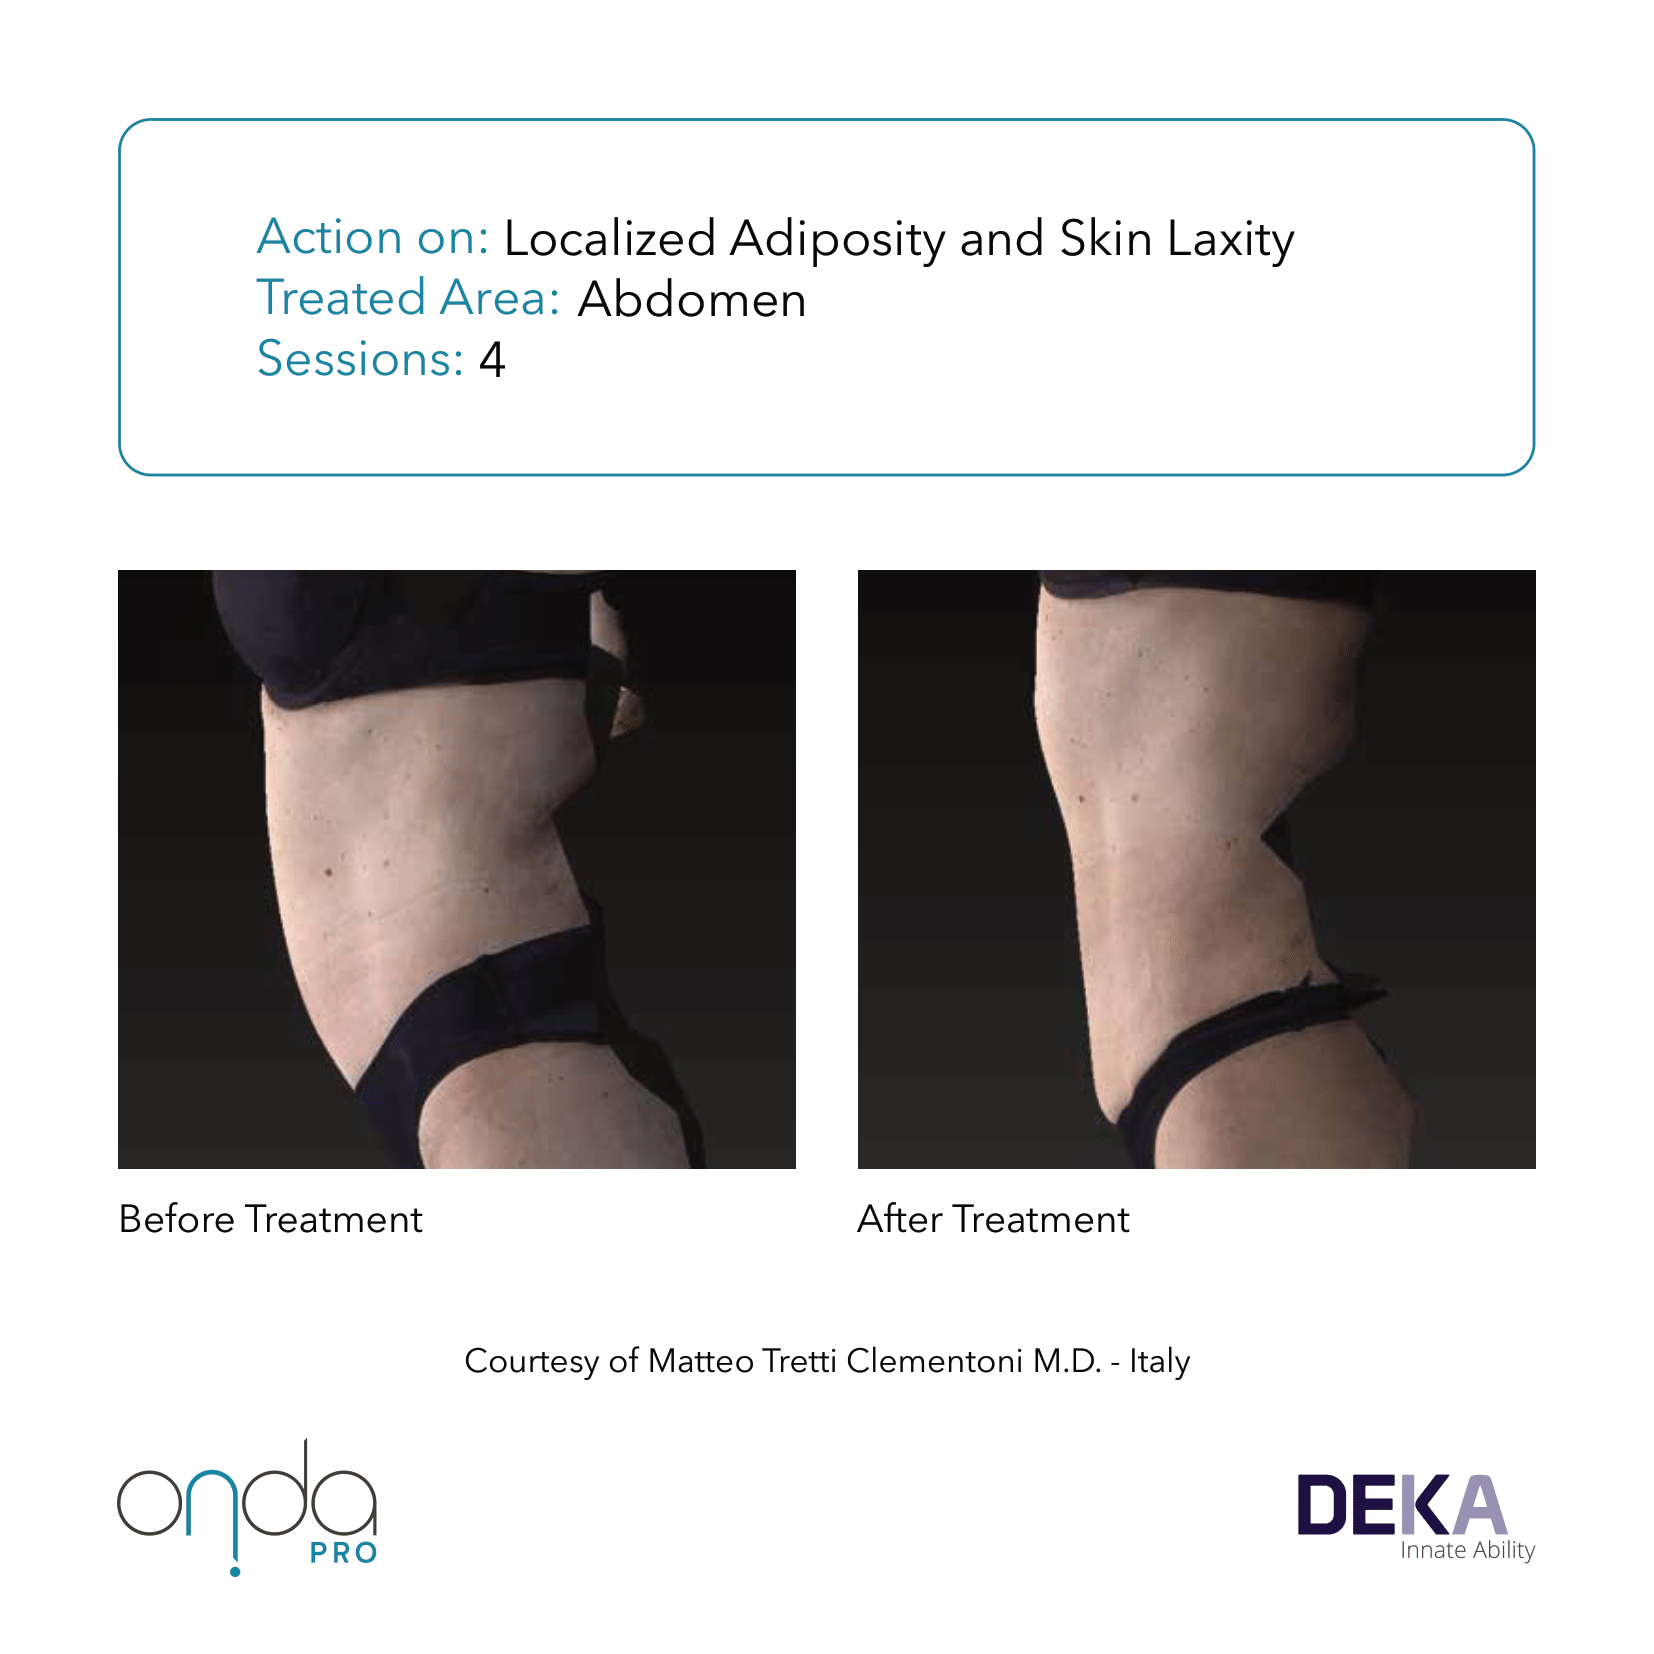 Action on: Localized Adiposity and Skin Laxity
Treated Area: Abdomen
Sessions: 4
Before Treatment
After Treatment
Courtesy of Matteo Tretti Clementoni M.D. - Italy
onda
PRO
DEKA
Innate Ability